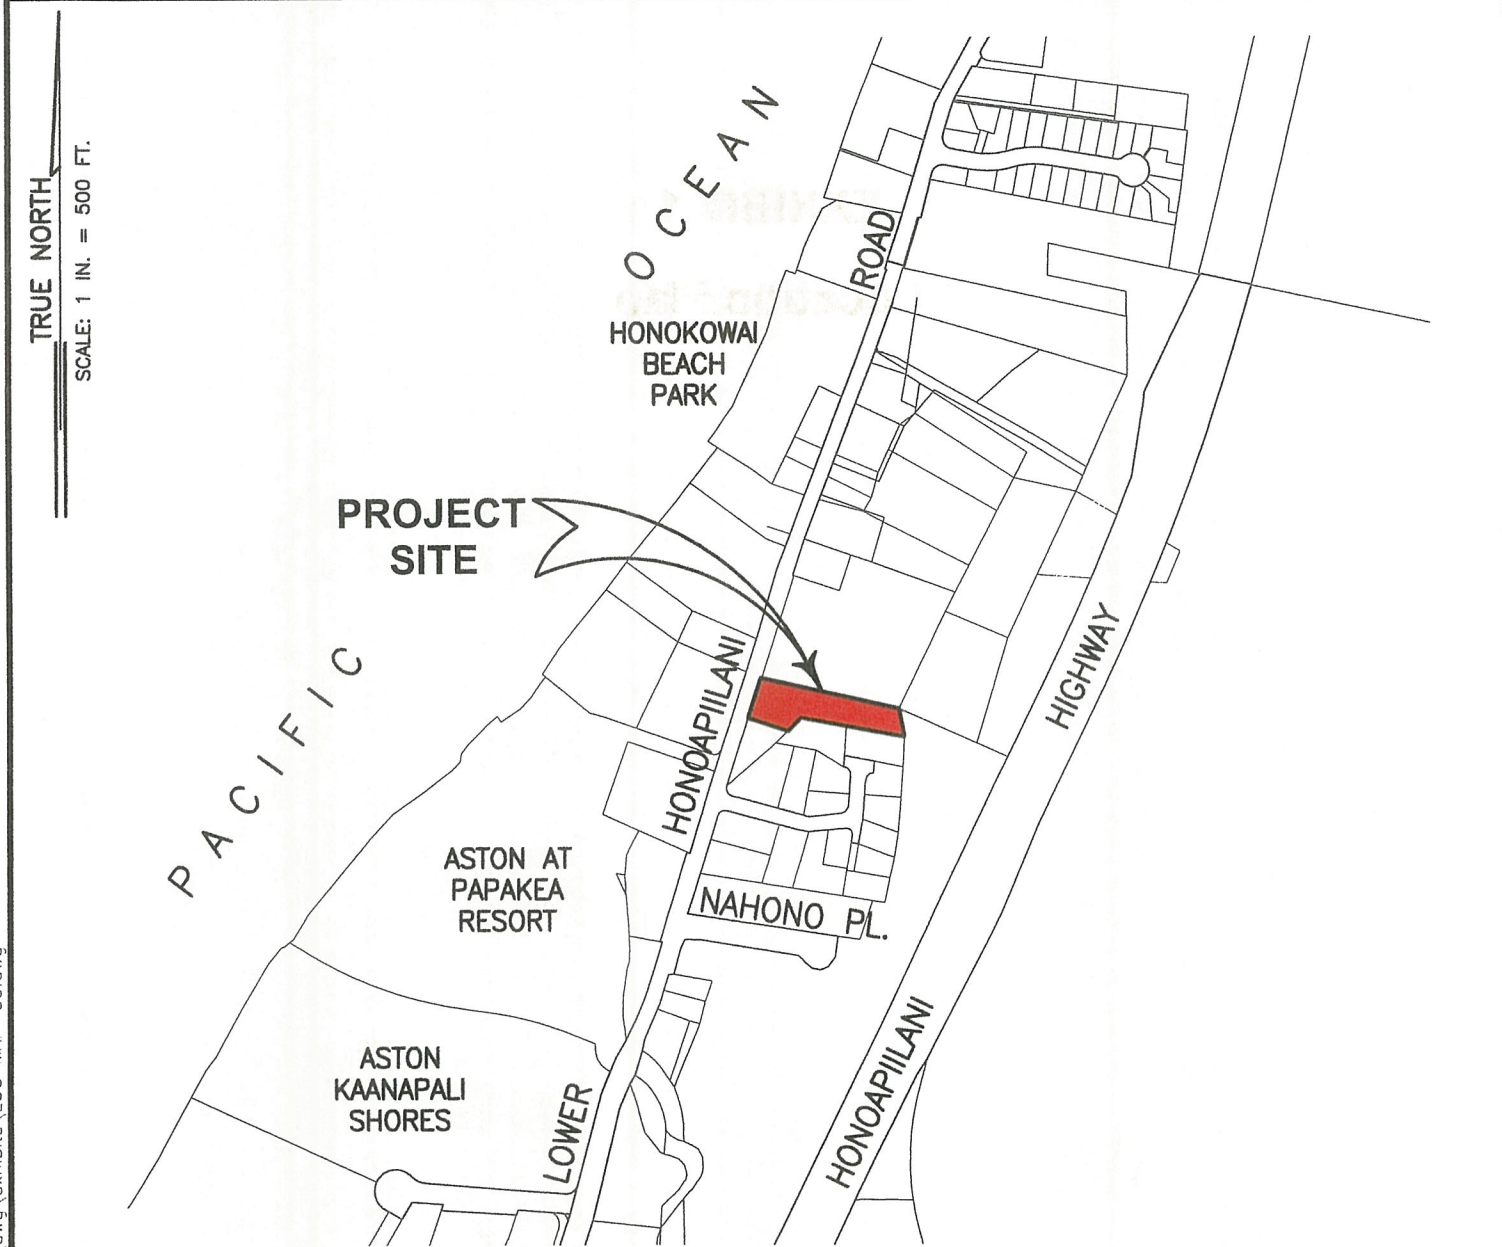 TRUE NORTH
SCALE: 1 IN. = 500 FT.
PACIFIC OCEAN
HONOKOWAI
BEACH
PARK
PROJECT
SITE
LOWER HONOAPIILANI ROAD
HONOAPIILANI HIGHWAY
NAHONO PL.
ASTON AT
PAPAKEA
RESORT
ASTON
KAANAPALI
SHORES